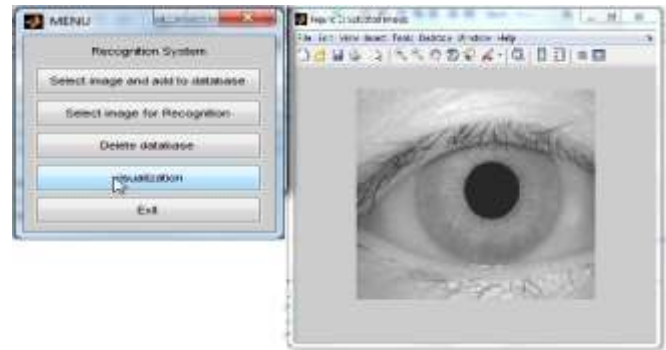 MENU
Recognition System
Select image and add to database
Select image for Recognition
Delete database
Visualization
Exit
File Edit View Insert Tools Desktop Window Help